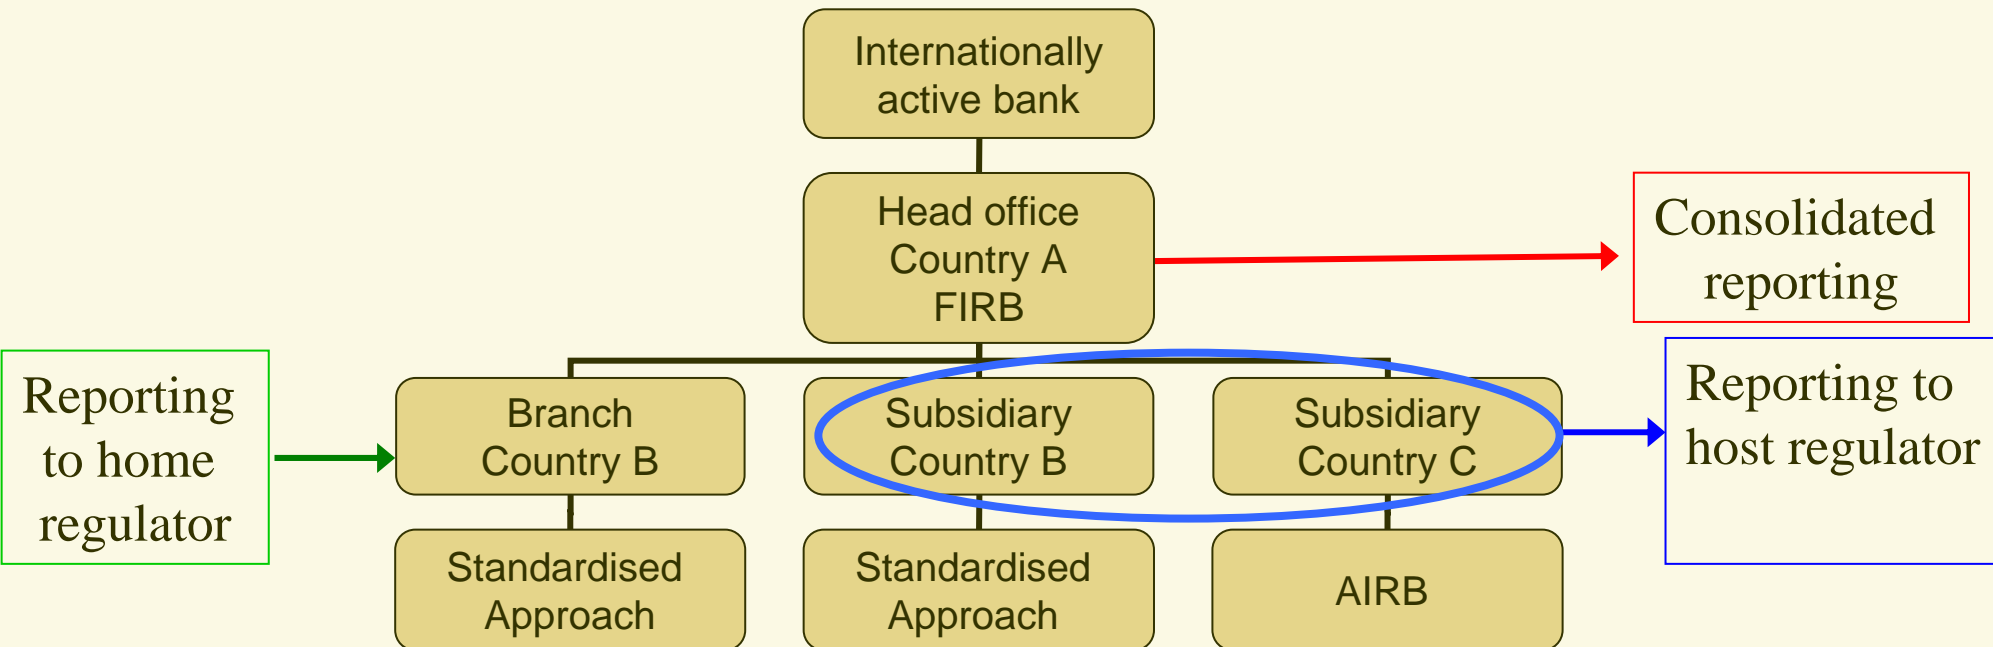 Internationally
active bank
Head office
Country A
FIRB
Consolidated
reporting
Reporting
to home
regulator
Branch
Country B
Subsidiary
Country B
Subsidiary
Country C
Reporting to
host regulator
Standardised
Approach
Standardised
Approach
AIRB